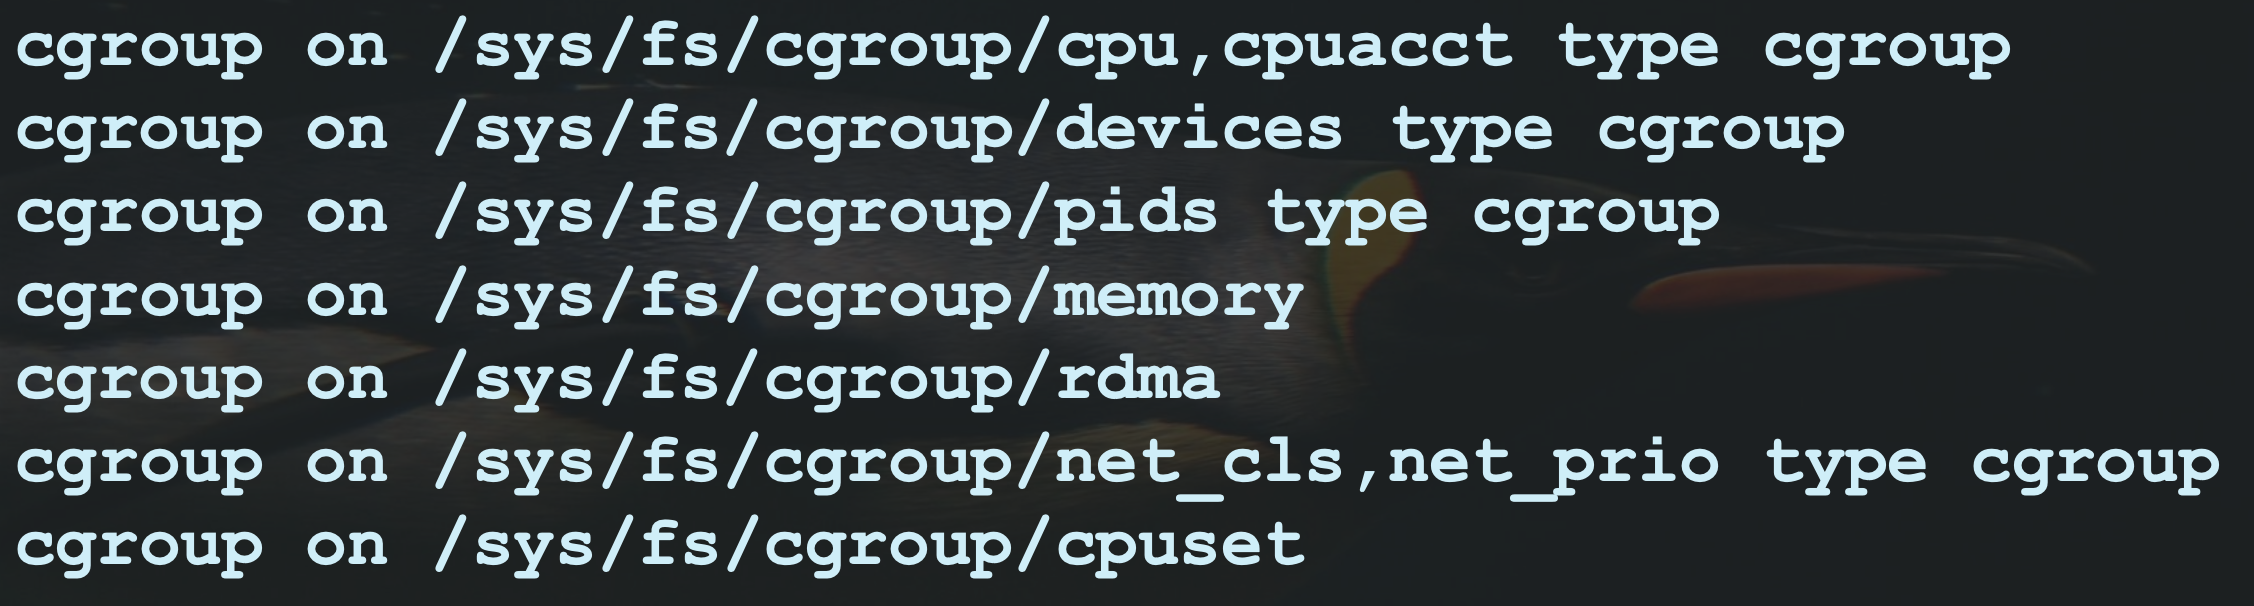 cgroup on /sys/fs/cgroup/cpu,cpuacct type cgroup
cgroup on /sys/fs/cgroup/devices type cgroup
cgroup on /sys/fs/cgroup/pids type cgroup
cgroup on /sys/fs/cgroup/memory
cgroup on /sys/fs/cgroup/rdma
cgroup on /sys/fs/cgroup/net_cls,net_prio type cgroup
cgroup on /sys/fs/cgroup/cpuset